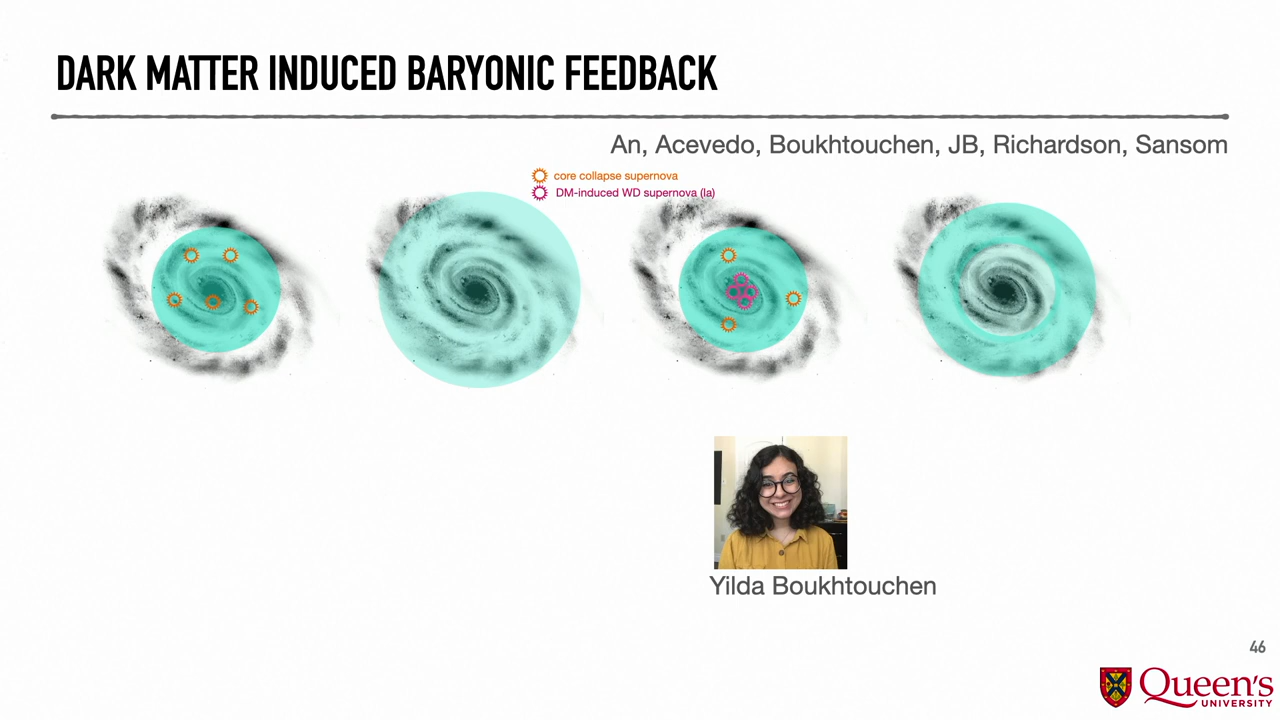 DARK MATTER INDUCED BARYONIC FEEDBACK
An, Acevedo, Boukhtouchen, JB, Richardson, Sansom
core collapse supernova
DM-induced WD supernova (Ia)
Yilda Boukhtouchen
46
Queen's
UNIVERSITY